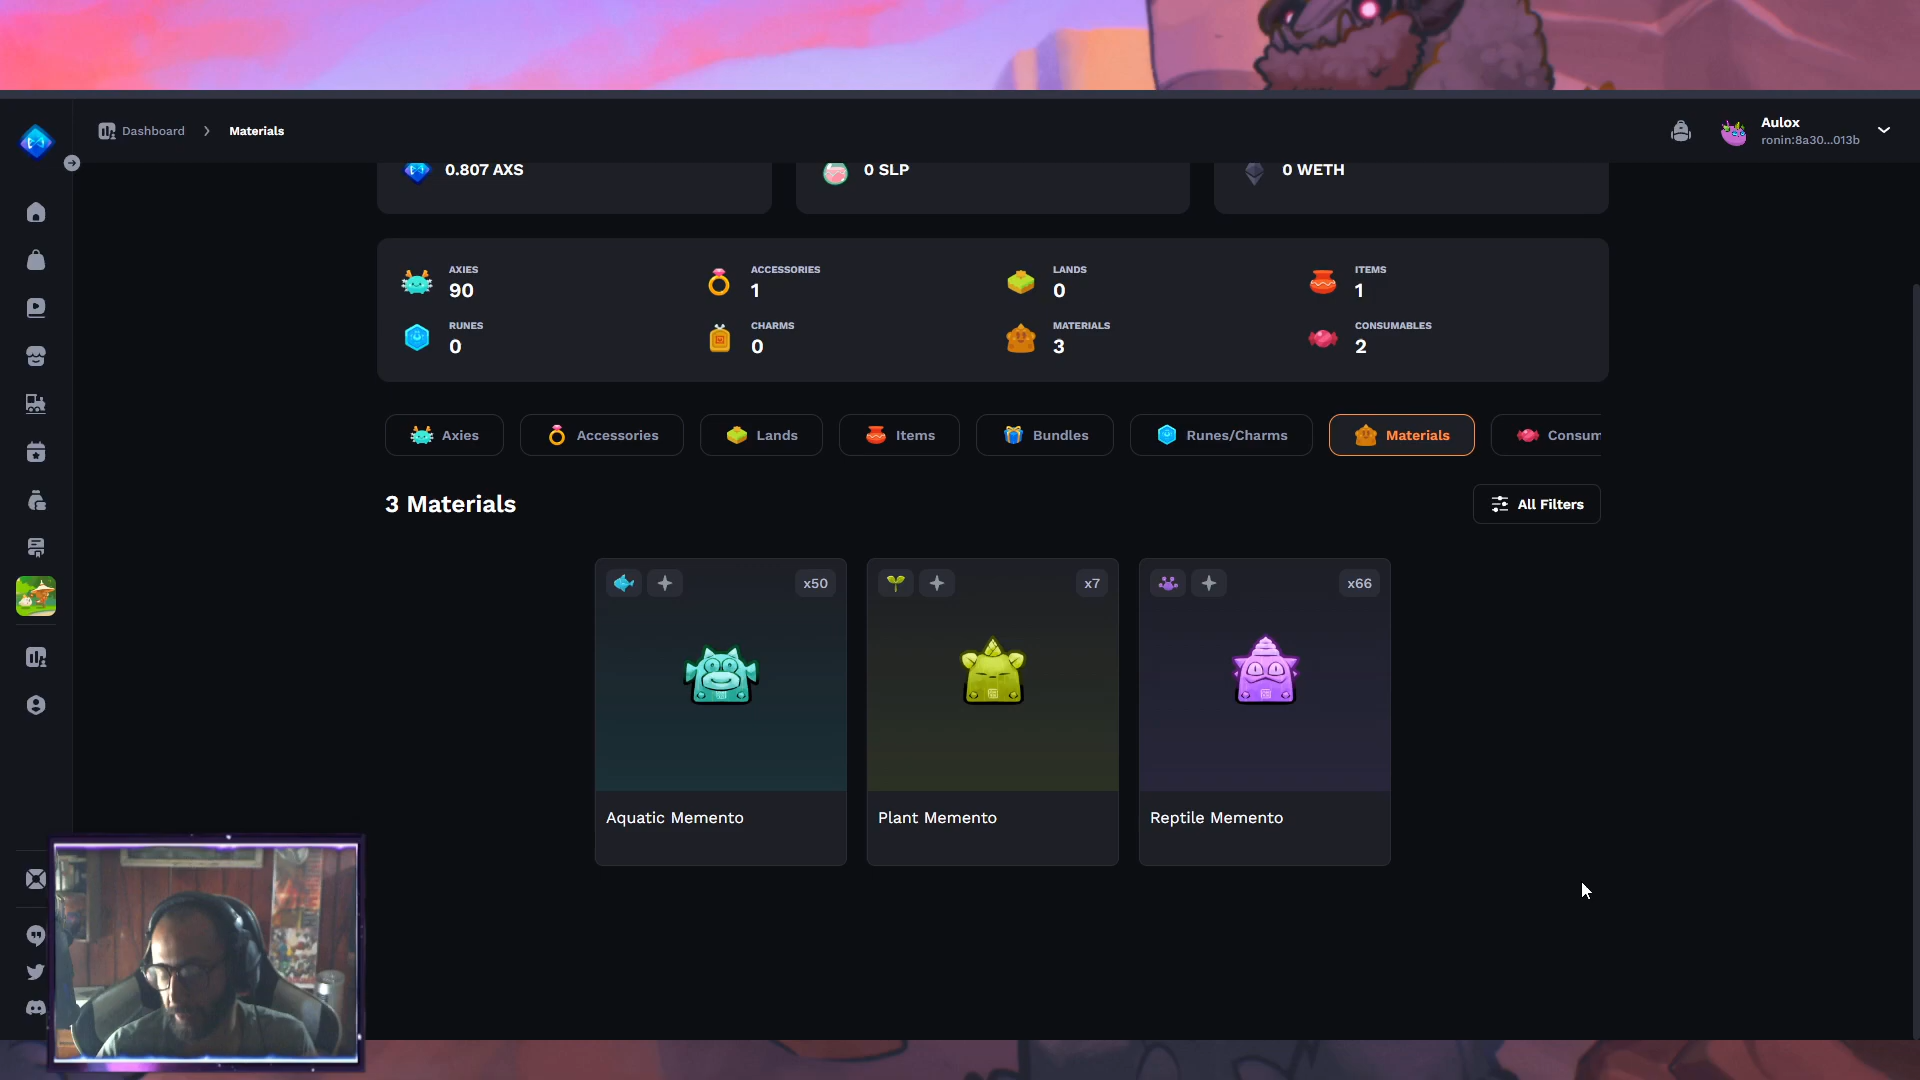 Dashboard > Materials
Aulox
ronin:8a30...013b
0.807 AXS
0 SLP
0 WETH
AXIES
90
ACCESSORIES
1
LANDS
0
ITEMS
1
RUNES
0
CHARMS
0
MATERIALS
3
CONSUMABLES
2
Axies
Accessories
Lands
Items
Bundles
Runes/Charms
Materials
Consum
3 Materials
All Filters
x50
x7
x66
Aquatic Memento
Plant Memento
Reptile Memento